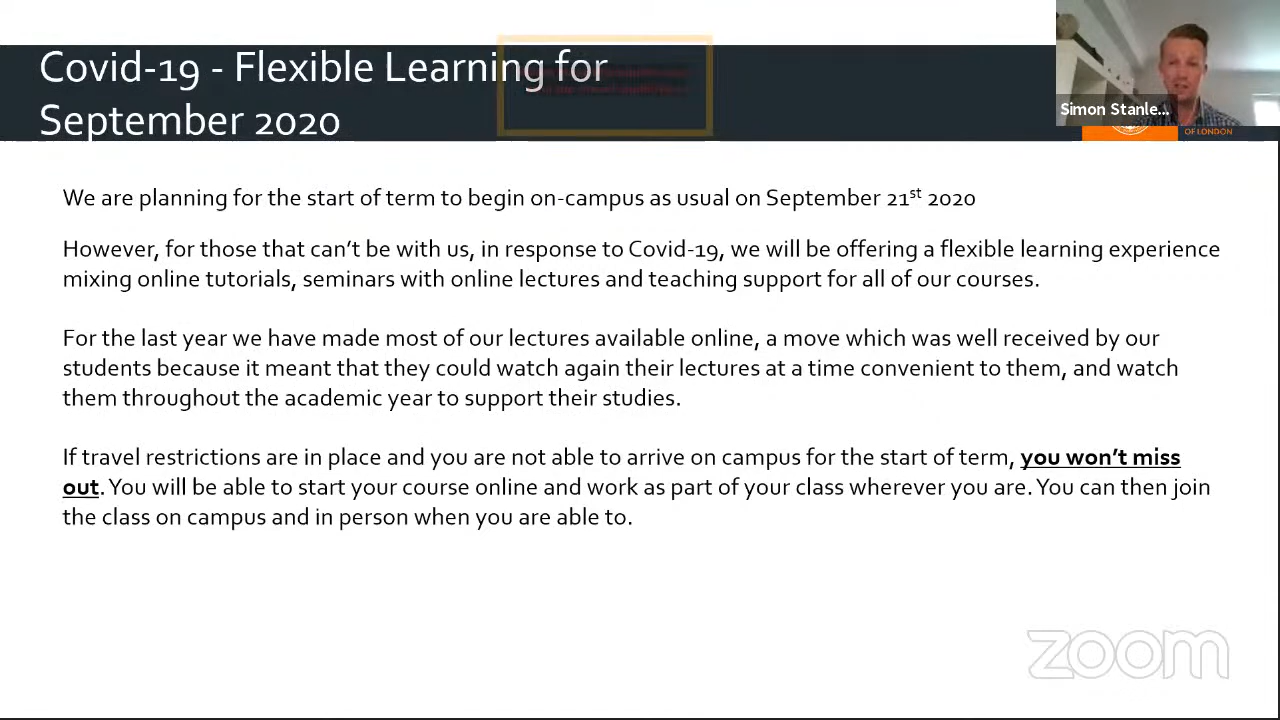 Covid-19 - Flexible Learning for
September 2020
Simon Stanle...
OF LONDON
We are planning for the start of term to begin on-campus as usual on September 21st 2020
However, for those that can't be with us, in response to Covid-19, we will be offering a flexible learning experience
mixing online tutorials, seminars with online lectures and teaching support for all of our courses.
For the last year we have made most of our lectures available online, a move which was well received by our
students because it meant that they could watch again their lectures at a time convenient to them, and watch
them throughout the academic year to support their studies.
If travel restrictions are in place and you are not able to arrive on campus for the start of term, you won't miss
out. You will be able to start your course online and work as part of your class wherever you are. You can then join
the class on campus and in person when you are able to.
zoom